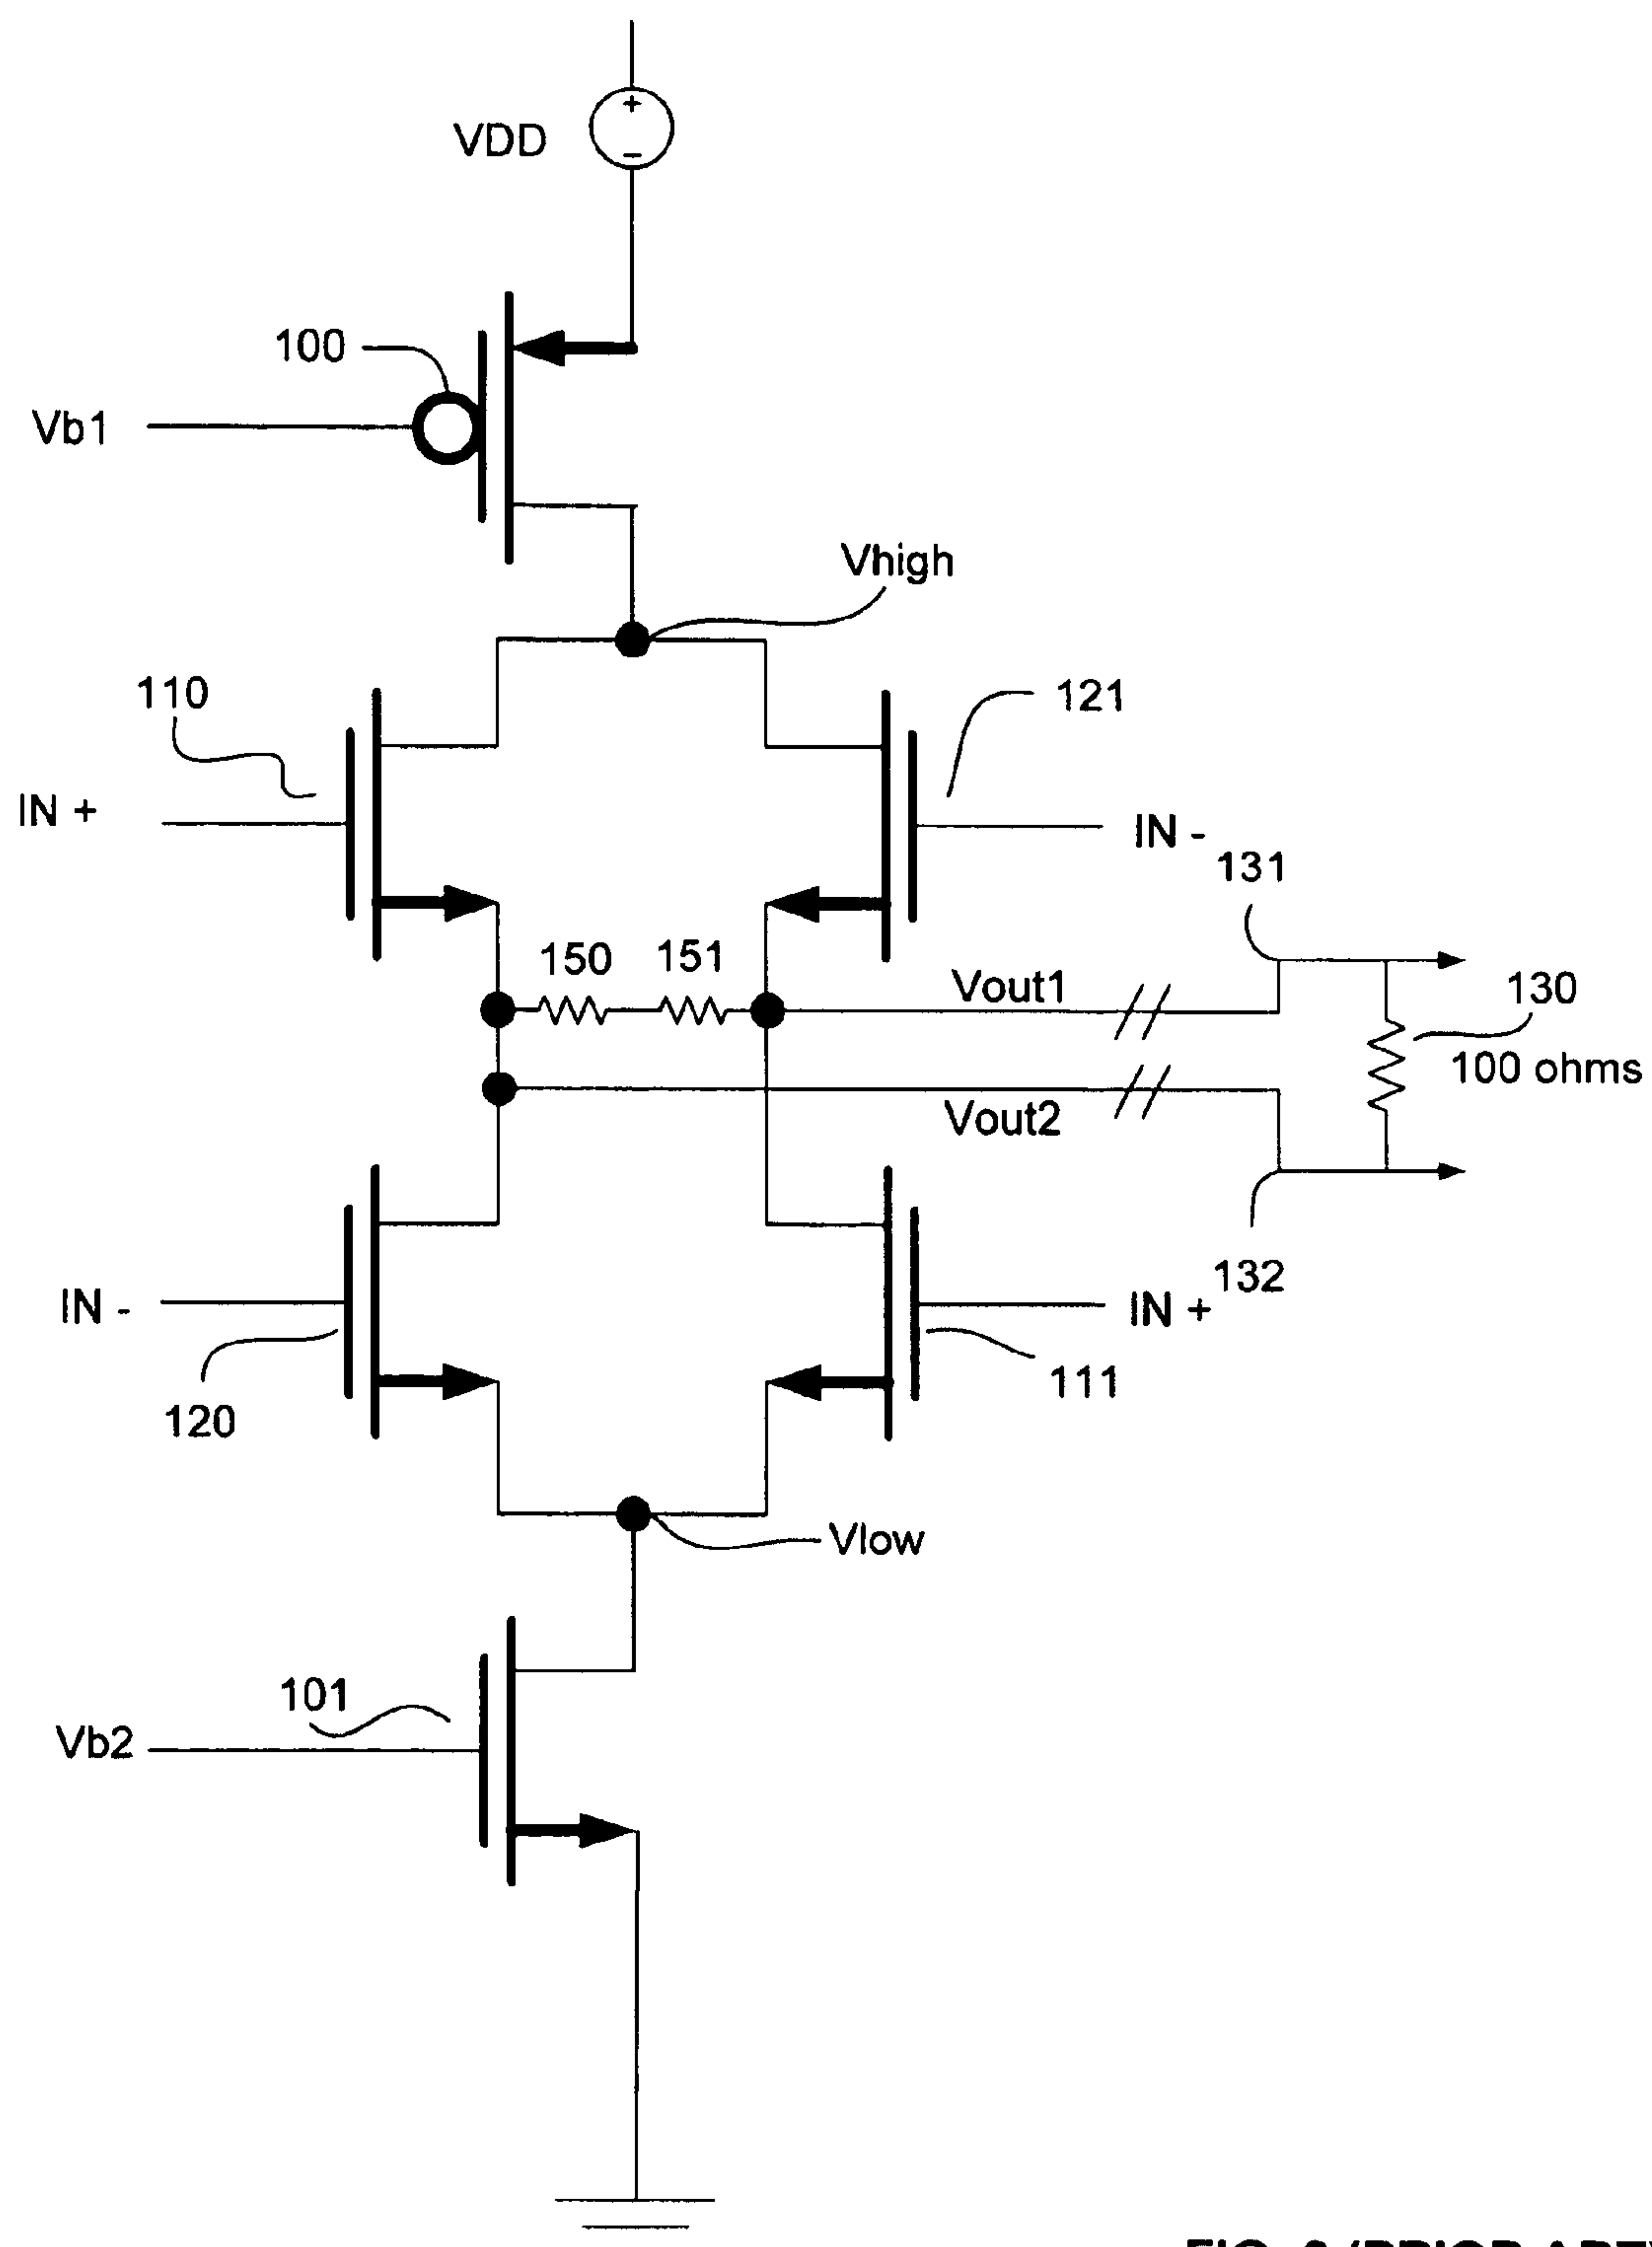 VDD
100
Vb1
Vhigh
110
121
IN +
IN -
131
150
151
Vout1
130
100 ohms
Vout2
IN -
IN +
132
120
111
Vlow
101
Vb2